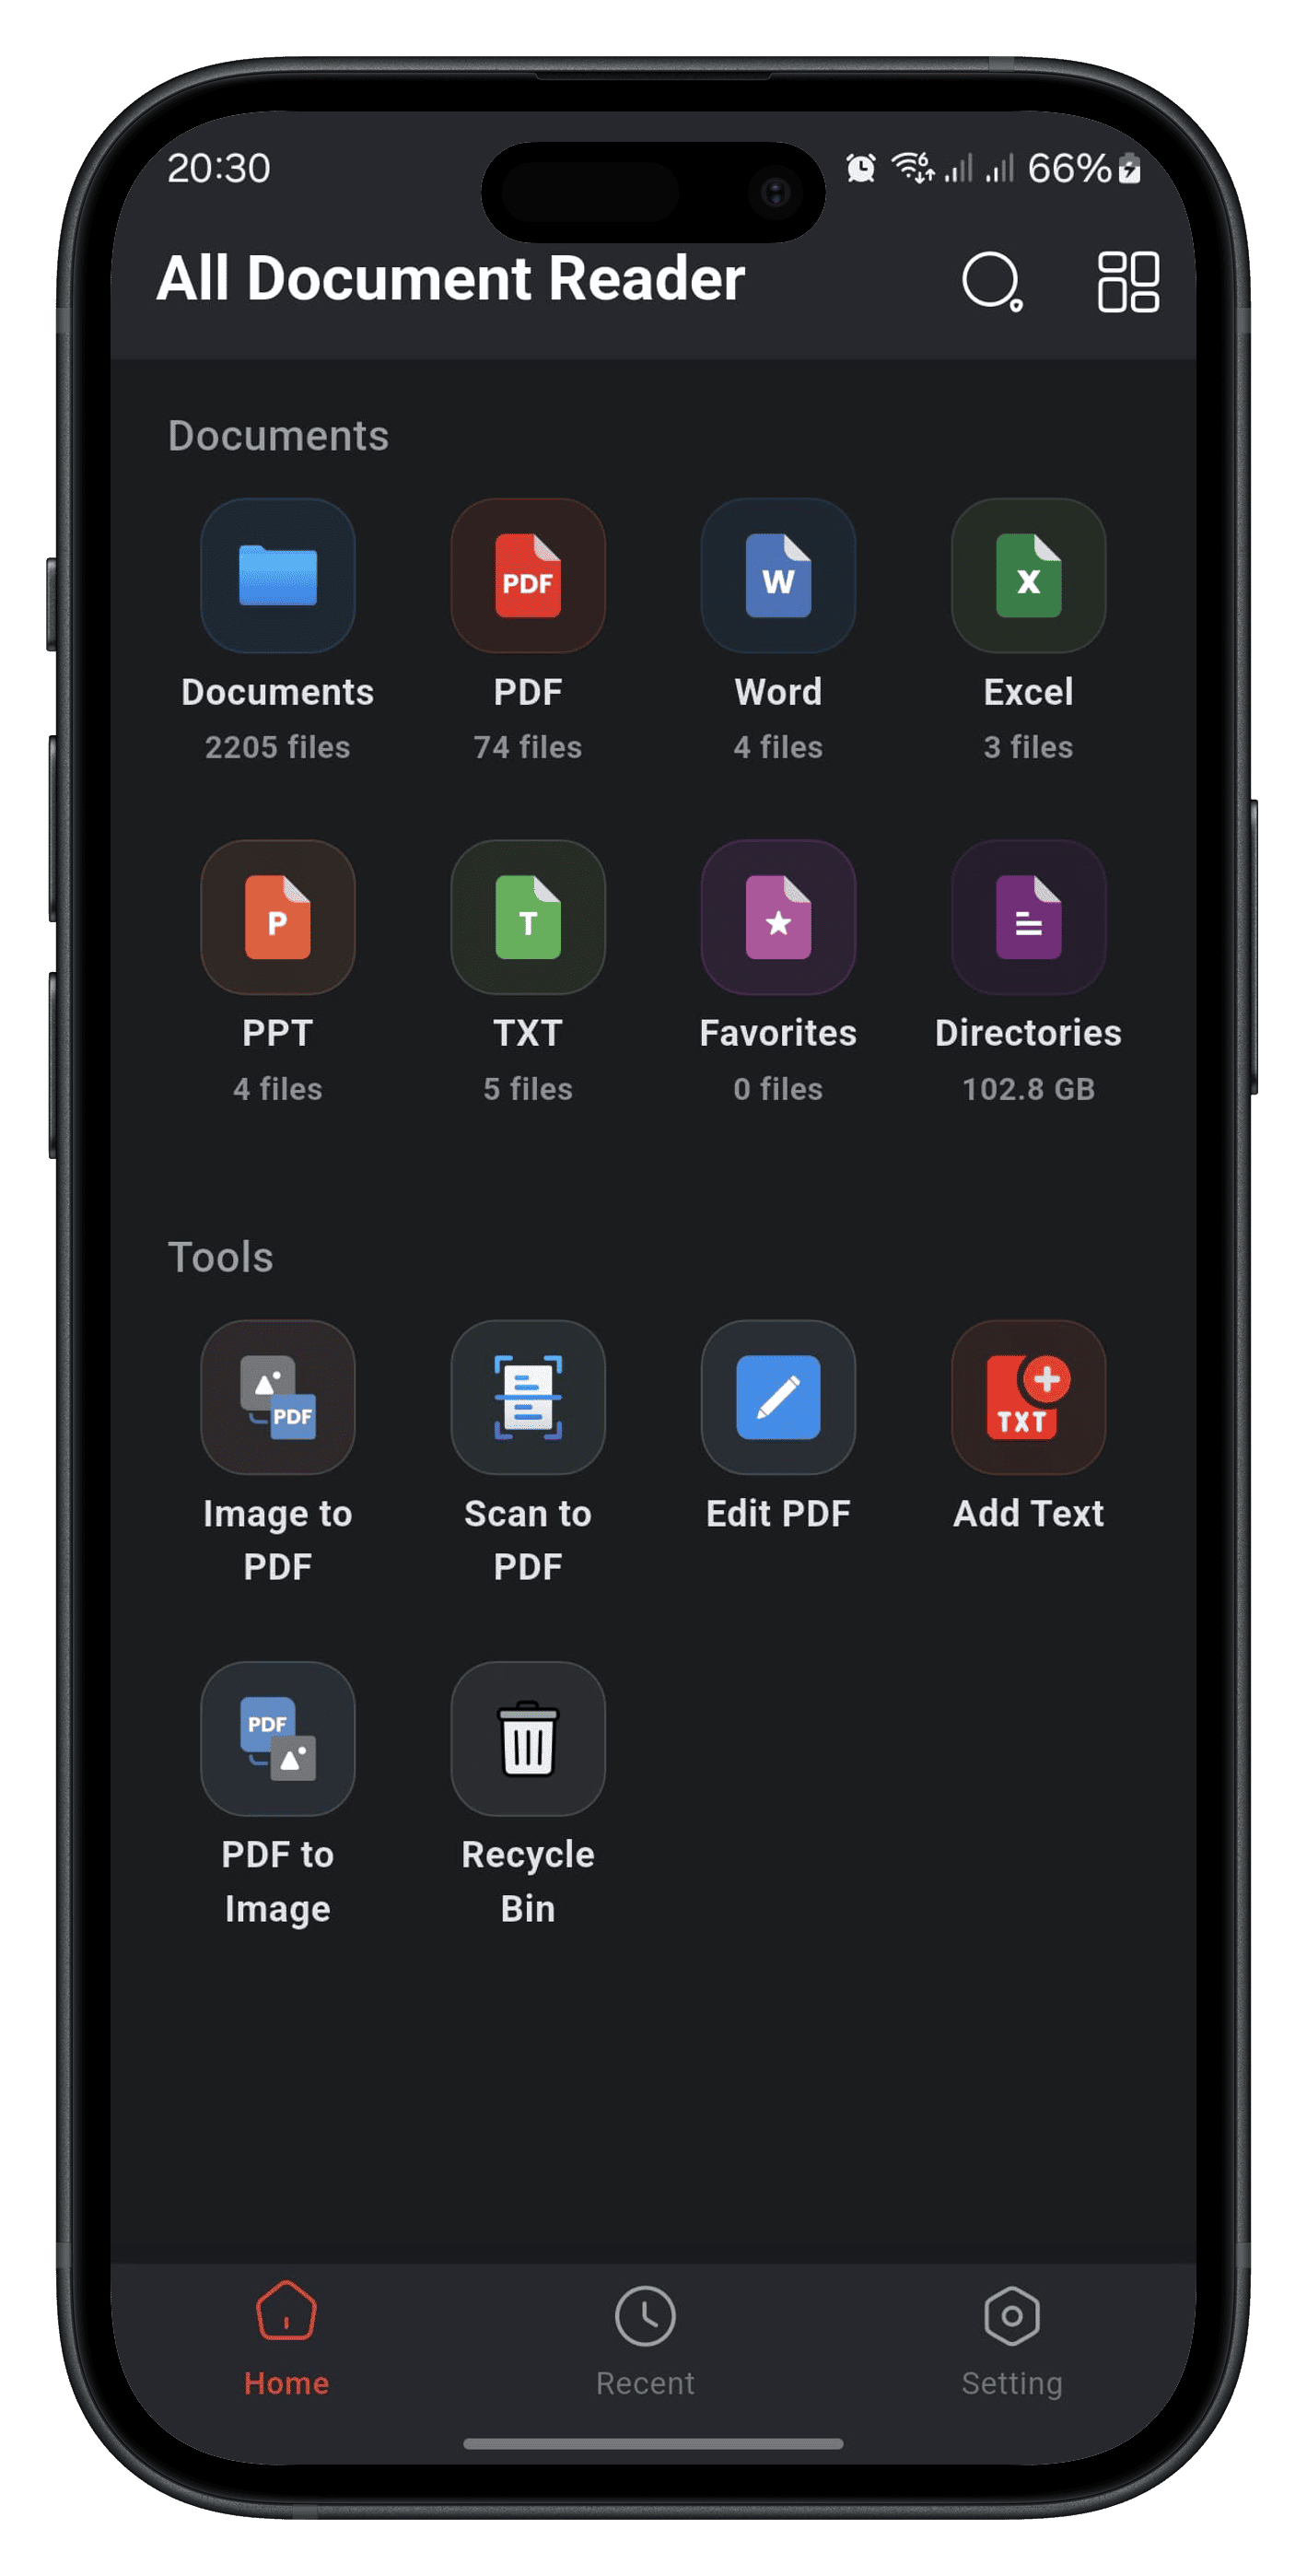 20:30 66%
All Document Reader
Documents
PDF W X
Documents PDF Word Excel
2205 files 74 files 4 files 3 files
P T
PPT TXT Favorites Directories
4 files 5 files 0 files 102.8 GB
Tools
PDF TXT
Image to PDF Scan to PDF Edit PDF Add Text
PDF
PDF to Image Recycle Bin
Home Recent Setting